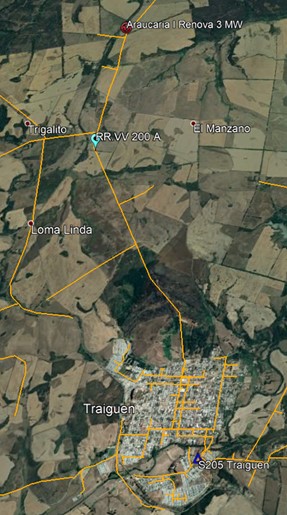 Araucaria I Renova 3 MW
Trigalito
El Manzano
RR VV 200 A
Loma Linda
Traiguén
S205 Traiguen